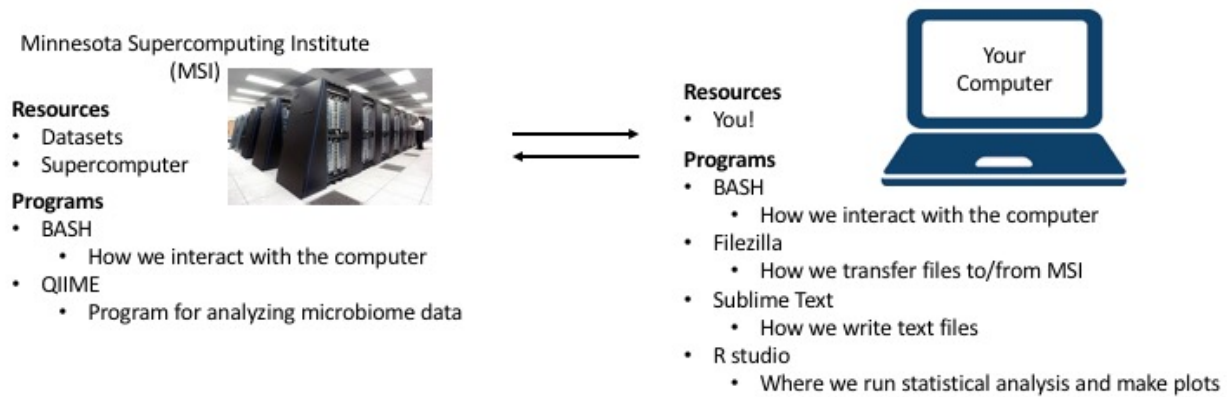 Minnesota Supercomputing Institute
(MSI)
Resources
• Datasets
• Supercomputer
Programs
• BASH
• How we interact with the computer
• QIIME
• Program for analyzing microbiome data
Your
Computer
Resources
• You!
Programs
• BASH
• How we interact with the computer
• Filezilla
• How we transfer files to/from MSI
• Sublime Text
• How we write text files
• R studio
• Where we run statistical analysis and make plots